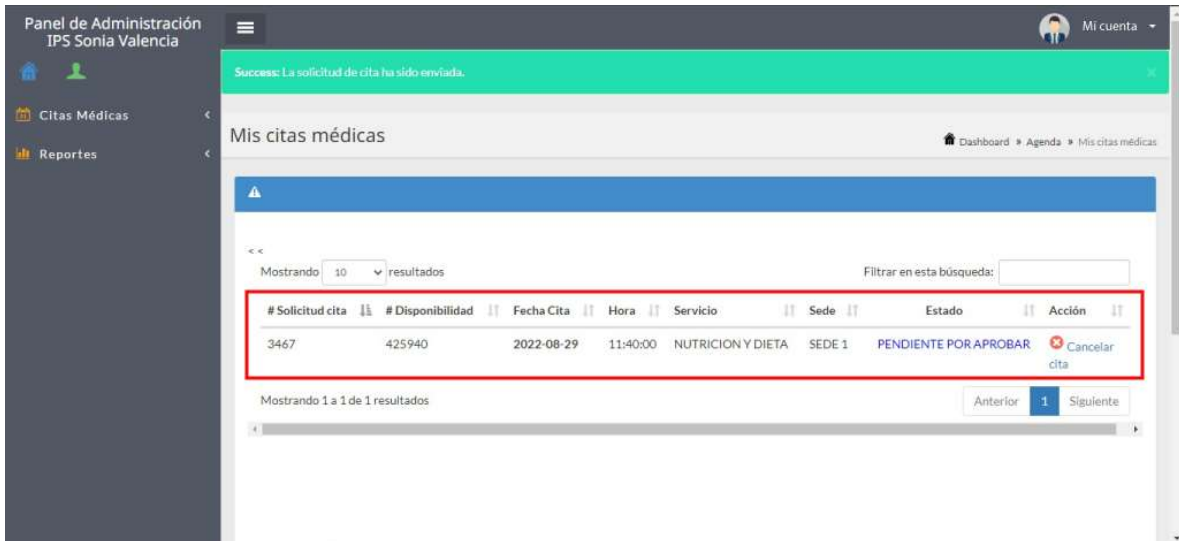 Panel de Administración
IPS Sonia Valencia
Mi cuenta
Success: La solicitud de cita ha sido enviada.
×
Citas Médicas
Reportes
Mis citas médicas
Dashboard » Agenda » Mis citas médicas
< <
Mostrando 10 resultados
Filtrar en esta búsqueda:
# Solicitud cita # Disponibilidad Fecha Cita Hora Servicio Sede Estado Acción
3467 425940 2022-08-29 11:40:00 NUTRICION Y DIETA SEDE 1 PENDIENTE POR APROBAR Cancelar
cita
Mostrando 1 a 1 de 1 resultados
Anterior 1 Siguiente